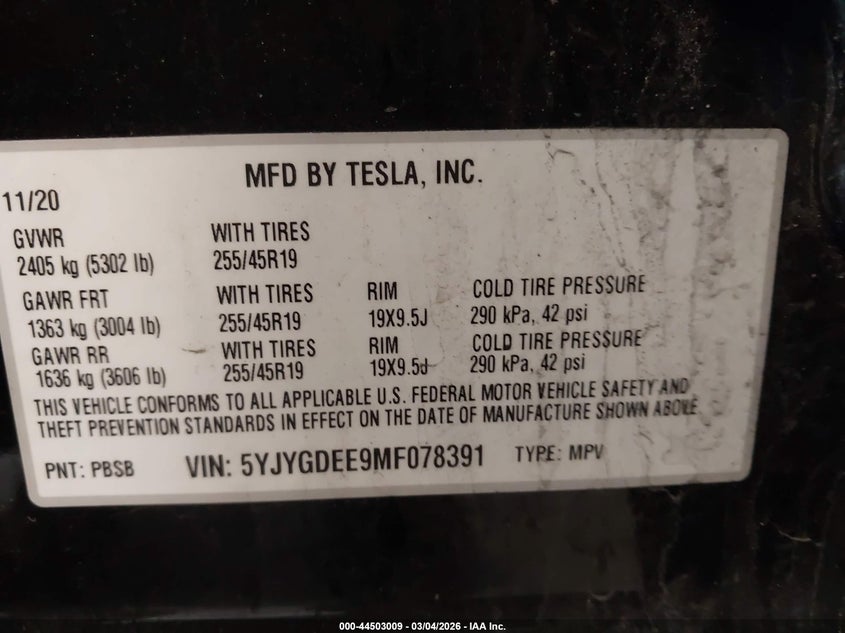 MFD BY TESLA, INC.
11/20
GVWR WITH TIRES
2405 kg (5302 lb) 255/45R19
GAWR FRT WITH TIRES RIM COLD TIRE PRESSURE
1363 kg (3004 lb) 255/45R19 19X9.5J 290 kPa, 42 psi
GAWR RR WITH TIRES RIM COLD TIRE PRESSURE
1636 kg (3606 lb) 255/45R19 19X9.5J 290 kPa, 42 psi
THIS VEHICLE CONFORMS TO ALL APPLICABLE U.S. FEDERAL MOTOR VEHICLE SAFETY AND
THEFT PREVENTION STANDARDS IN EFFECT ON THE DATE OF MANUFACTURE SHOWN ABOVE
PNT: PBSB VIN: 5YJYGDEE9MF078391 TYPE: MPV
000-44503009 - 03/04/2026 - IAA Inc.